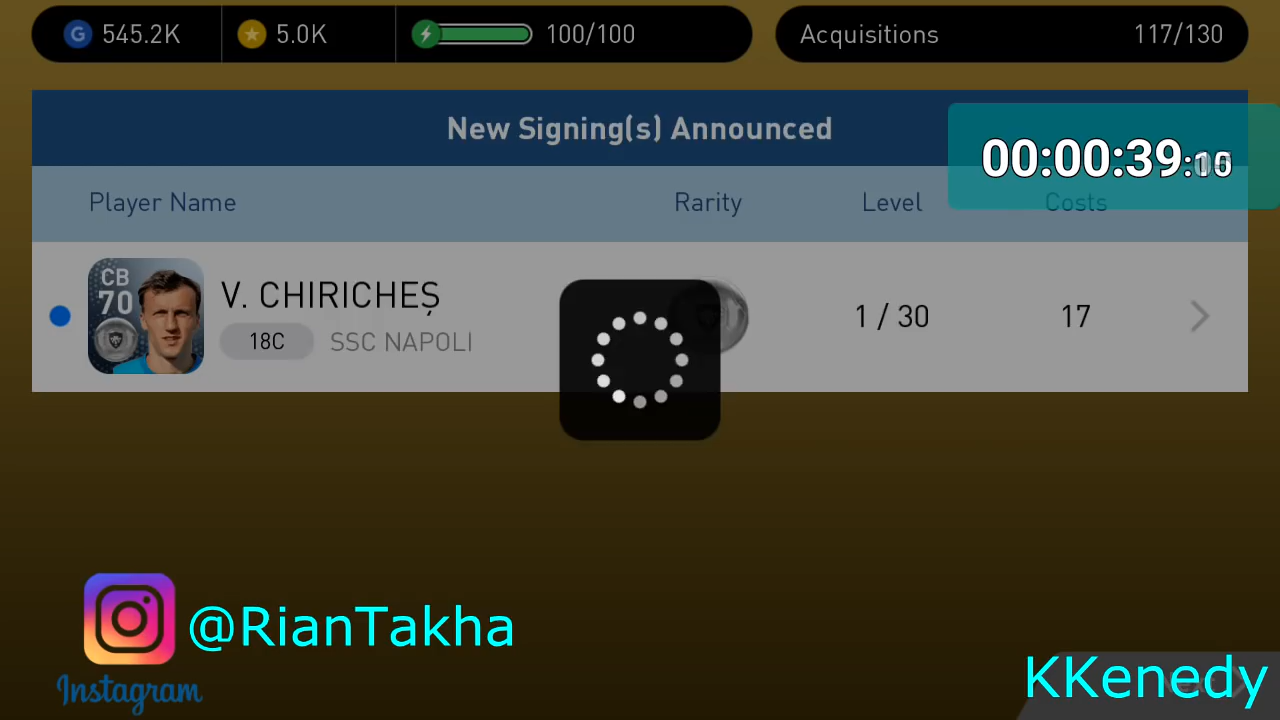 G 545.2K 5.0K 100/100 Acquisitions 117/130
New Signing(s) Announced
00:00:39
Player Name Rarity Level Costs
CB
70
V. CHIRICHEȘ
18C SSC NAPOLI
1 / 30 17
@RianTakha
Instagram
KKenedy